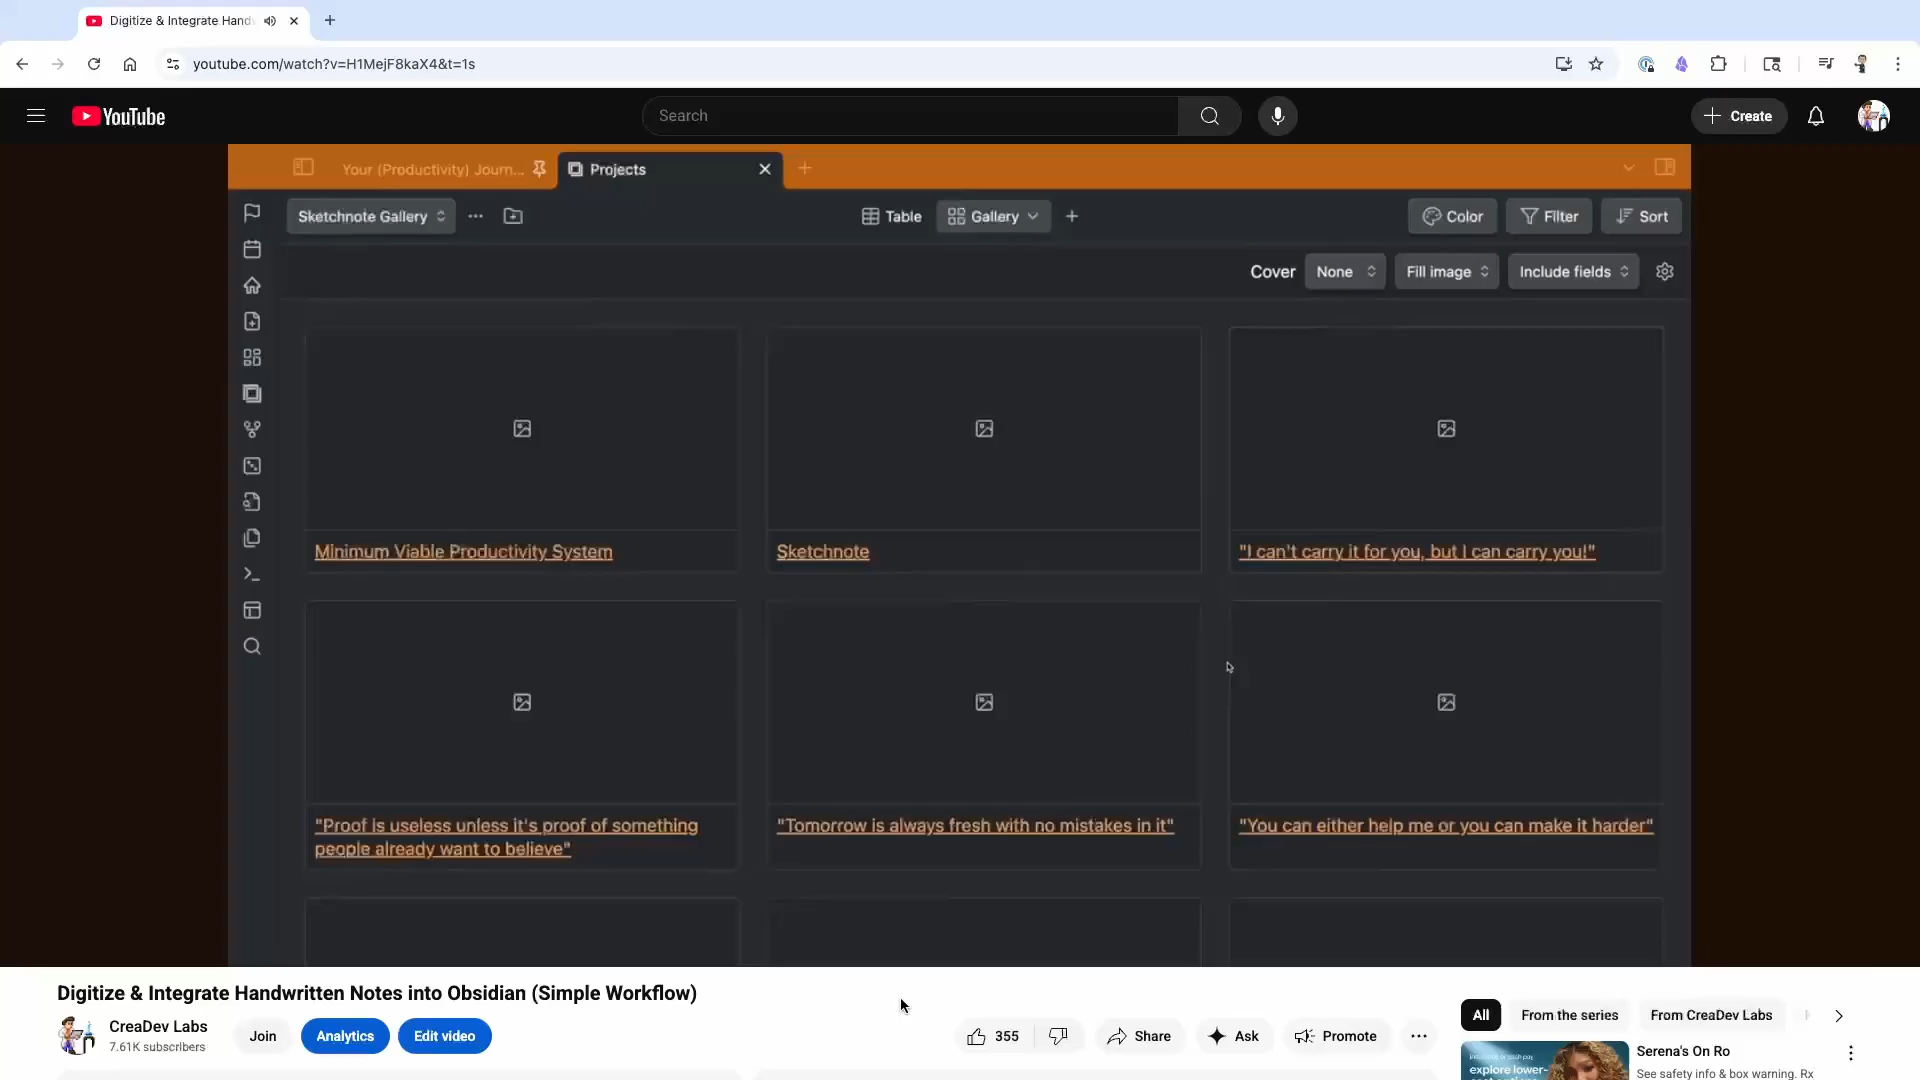 Digitize & Integrate Hand
youtube.com/watch?v=H1MejF8kaX4&t=1s
YouTube
Search
Create
Your (Productivity) Journ...
Projects
Sketchnote Gallery
Table
Gallery
Color
Filter
Sort
Cover
None
Fill image
Include fields
Minimum Viable Productivity System
Sketchnote
"I can't carry it for you, but I can carry you!"
"Proof is useless unless it's proof of something
people already want to believe"
"Tomorrow is always fresh with no mistakes in it"
"You can either help me or you can make it harder"
Digitize & Integrate Handwritten Notes into Obsidian (Simple Workflow)
CreaDev Labs
7.61K subscribers
Join
Analytics
Edit video
355
Share
Ask
Promote
All
From the series
From CreaDev Labs
explore lower-
Serena's On Ro
See safety info & box warning. Rx